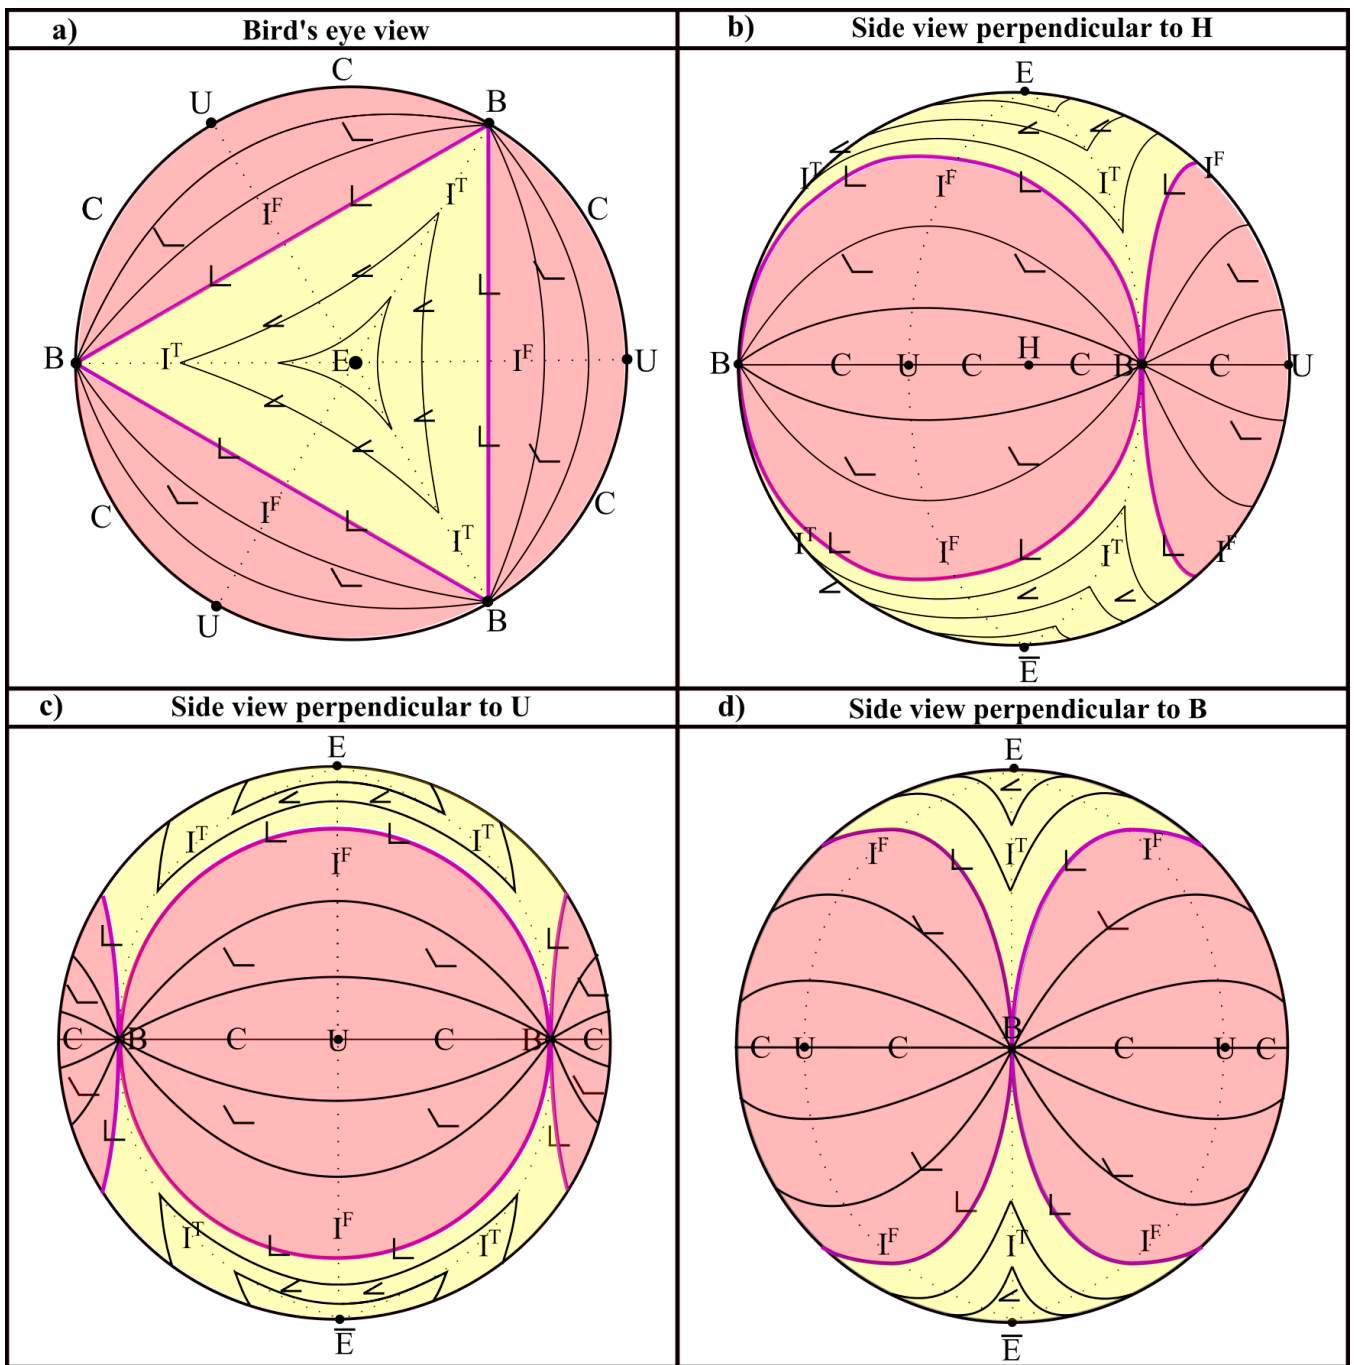 a) Bird's eye view
C
U
B
I^T
C
C
I^F
B
I^T
E
I^F
U
C
C
I^F
I^T
U
B
b) Side view perpendicular to H
E
I^T
I^F
I^T
I^F
B
C
U
C
H
C
B
C
U
I^T
I^F
I^T
I^F
E̅
c) Side view perpendicular to U
E
I^T
I^F
I^T
C
B
C
U
C
B
C
I^T
I^F
I^T
E̅
d) Side view perpendicular to B
E
I^F
I^T
I^F
B
C
U
C
C
U
C
I^F
I^T
I^F
E̅